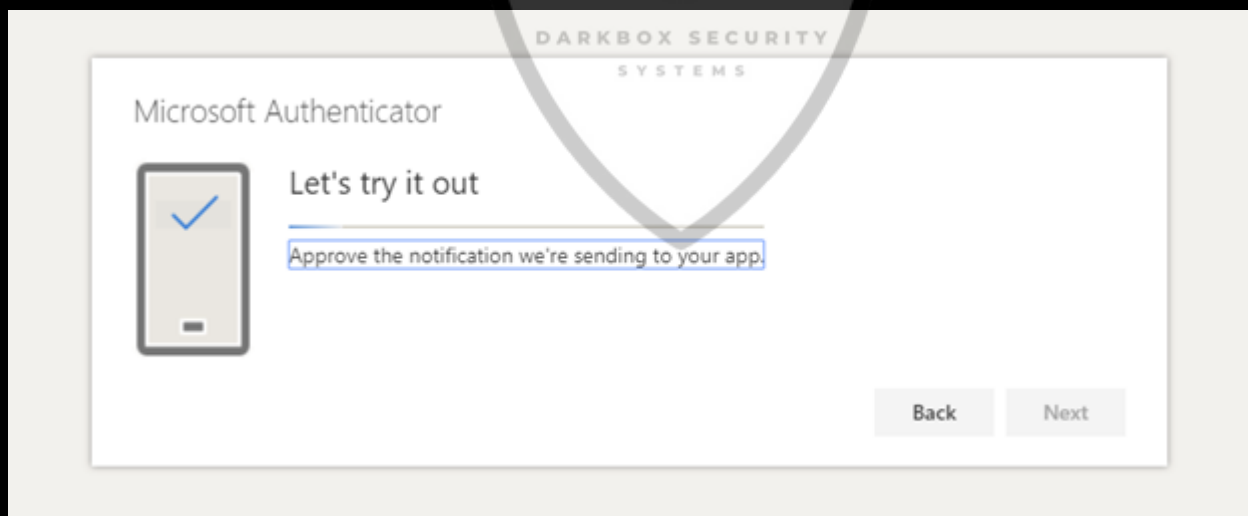 DARKBOX SECURITY
SYSTEMS
Microsoft Authenticator
Let's try it out
Approve the notification we're sending to your app.
Back
Next